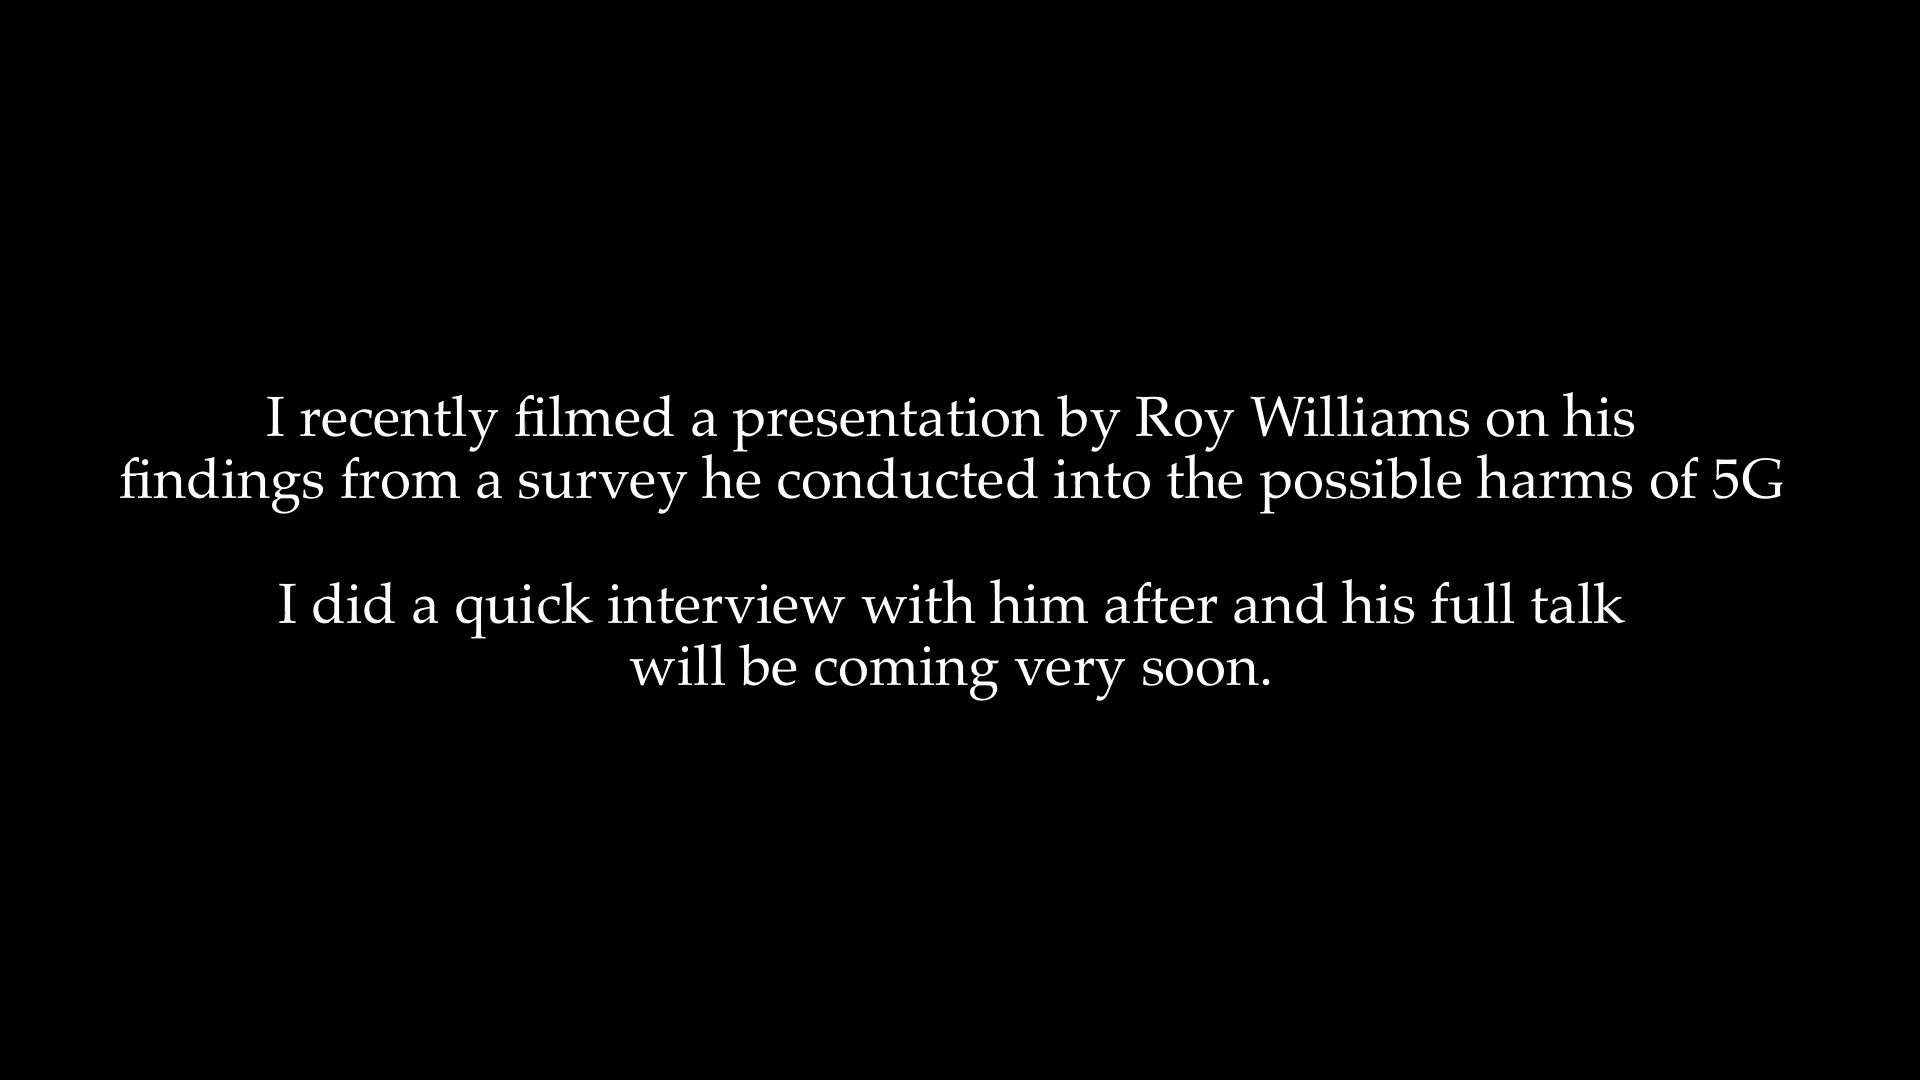 I recently filmed a presentation by Roy Williams on his
findings from a survey he conducted into the possible harms of 5G
I did a quick interview with him after and his full talk
will be coming very soon.